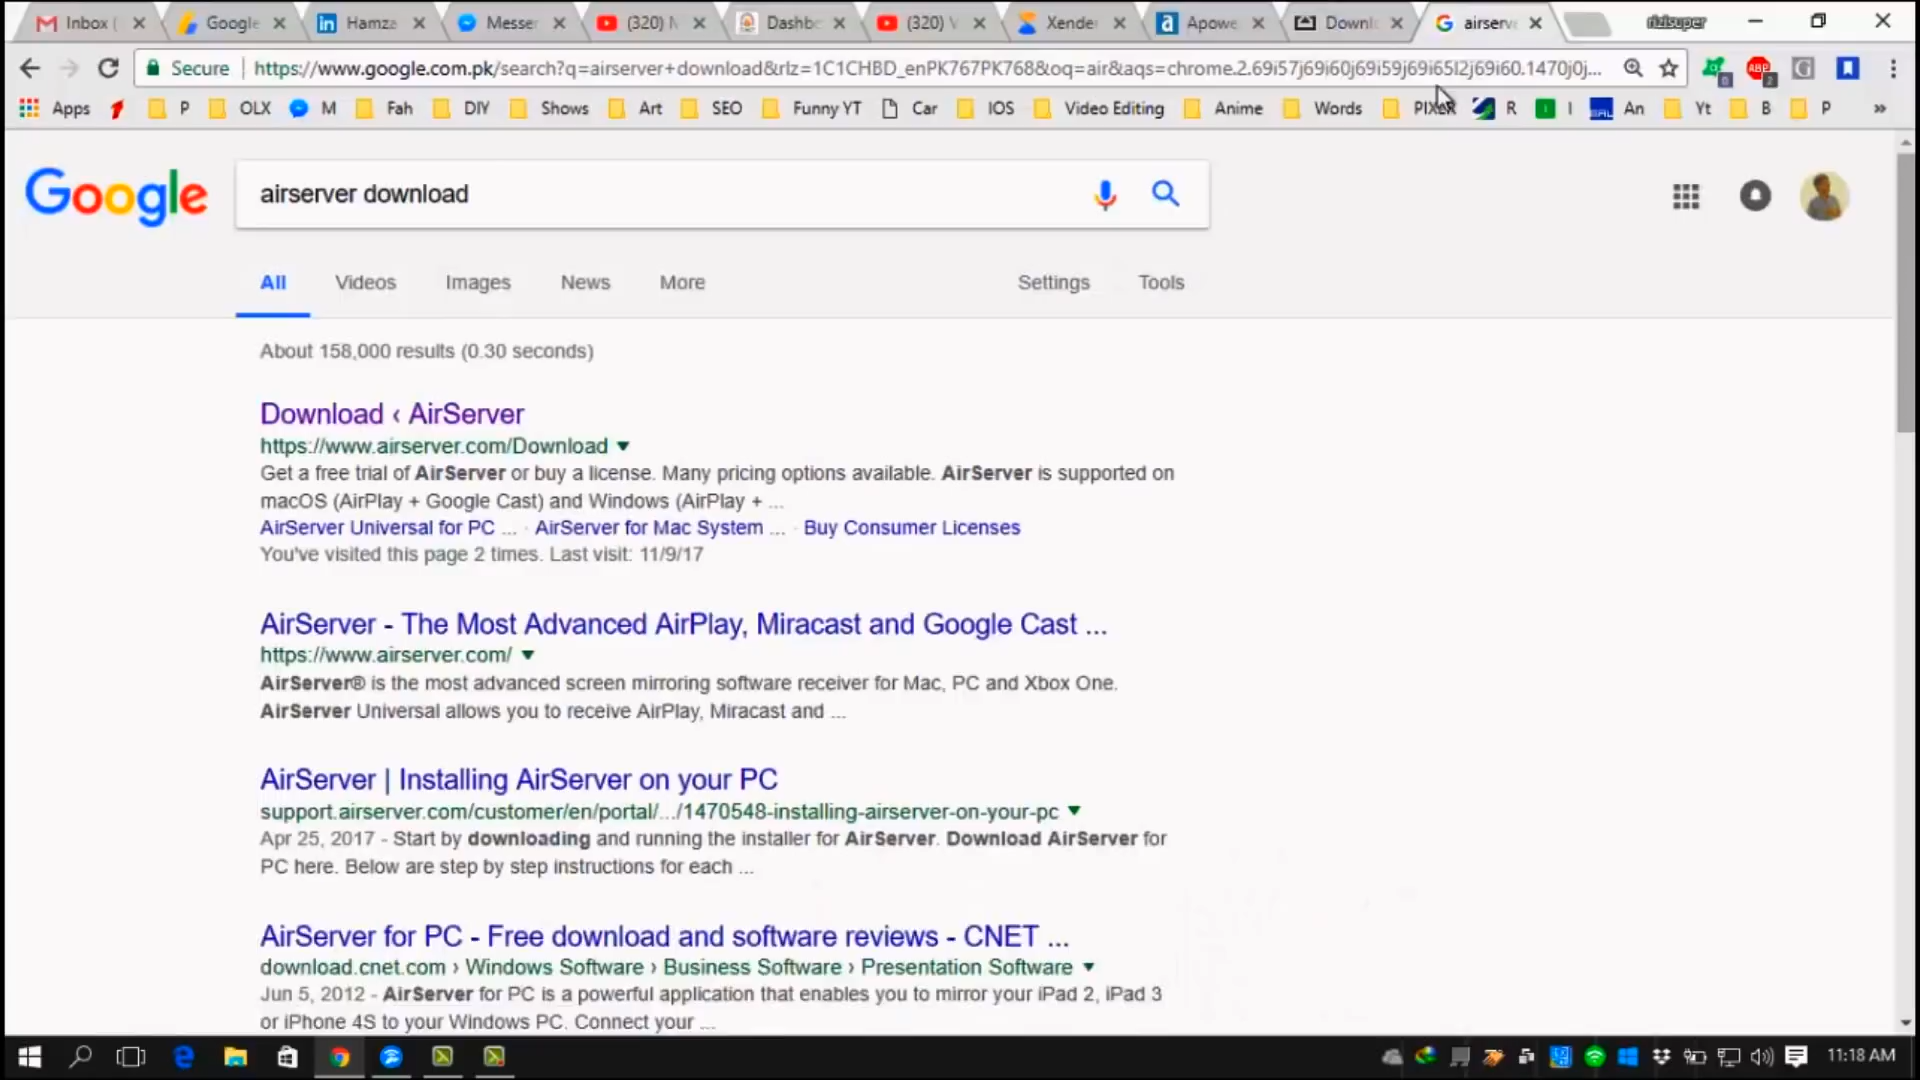 Inbox ( Google Hamza Messer (320) Dashbo (320) Xender Apowe Downl airserve rizisuper
Secure https://www.google.com.pk/search?q=airserver+download&rlz=1C1CHBD_enPK767PK768&oq=air&aqs=chrome.2.69i57j69i60j69i59j69i65l2j69i60.1470j0j...
Apps P OLX M Fah DIY Shows Art SEO Funny YT Car IOS Video Editing Anime Words PIXER R I An Yt B P »
Google
airserver download
All Videos Images News More Settings Tools
About 158,000 results (0.30 seconds)
Download ‹ AirServer
https://www.airserver.com/Download
Get a free trial of AirServer or buy a license. Many pricing options available. AirServer is supported on
macOS (AirPlay + Google Cast) and Windows (AirPlay + ...
AirServer Universal for PC ... · AirServer for Mac System ... · Buy Consumer Licenses
You've visited this page 2 times. Last visit: 11/9/17
AirServer - The Most Advanced AirPlay, Miracast and Google Cast ...
https://www.airserver.com/
AirServer® is the most advanced screen mirroring software receiver for Mac, PC and Xbox One.
AirServer Universal allows you to receive AirPlay, Miracast and ...
AirServer | Installing AirServer on your PC
support.airserver.com/customer/en/portal/.../1470548-installing-airserver-on-your-pc
Apr 25, 2017 - Start by downloading and running the installer for AirServer. Download AirServer for
PC here. Below are step by step instructions for each ...
AirServer for PC - Free download and software reviews - CNET ...
download.cnet.com › Windows Software › Business Software › Presentation Software
Jun 5, 2012 - AirServer for PC is a powerful application that enables you to mirror your iPad 2, iPad 3
or iPhone 4S to your Windows PC. Connect your ...
11:18 AM